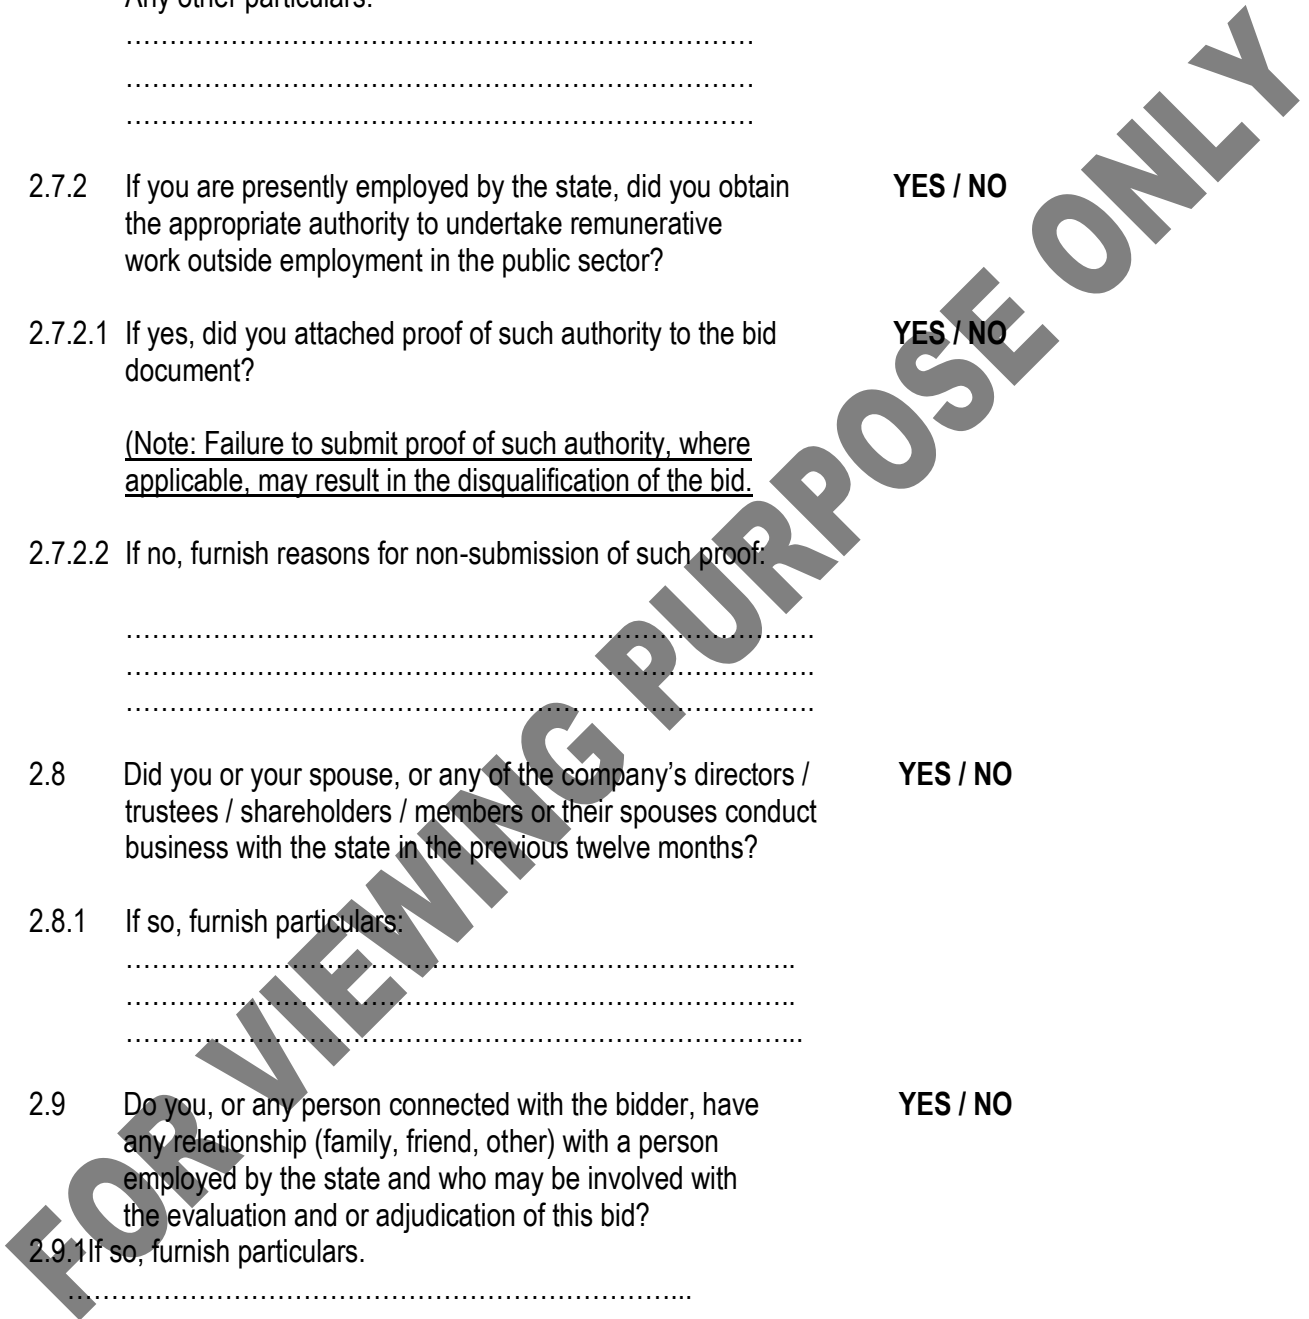 Any other particulars:
………………………………………………………………
………………………………………………………………
………………………………………………………………
2.7.2 If you are presently employed by the state, did you obtain YES / NO
the appropriate authority to undertake remunerative
work outside employment in the public sector?
2.7.2.1 If yes, did you attached proof of such authority to the bid YES / NO
document?
(Note: Failure to submit proof of such authority, where
applicable, may result in the disqualification of the bid.
2.7.2.2 If no, furnish reasons for non-submission of such proof:
…………………………………………………………………….
…………………………………………………………………….
…………………………………………………………………….
2.8 Did you or your spouse, or any of the company’s directors / YES / NO
trustees / shareholders / members or their spouses conduct
business with the state in the previous twelve months?
2.8.1 If so, furnish particulars:
…………………………………………………………………..
…………………………………………………………………..
…………………………………………………………………...
2.9 Do you, or any person connected with the bidder, have YES / NO
any relationship (family, friend, other) with a person
employed by the state and who may be involved with
the evaluation and or adjudication of this bid?
2.9.1If so, furnish particulars.
……………………………………………………………...
FOR VIEWING PURPOSE ONLY